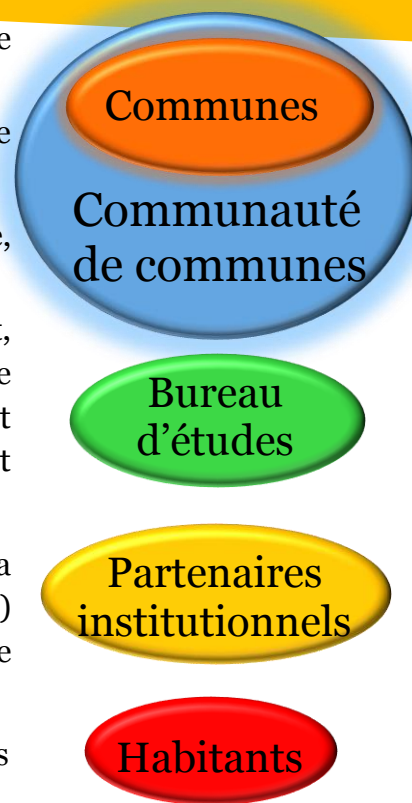 Communes
Communauté
de communes
Bureau
d'études
Partenaires
institutionnels
Habitants